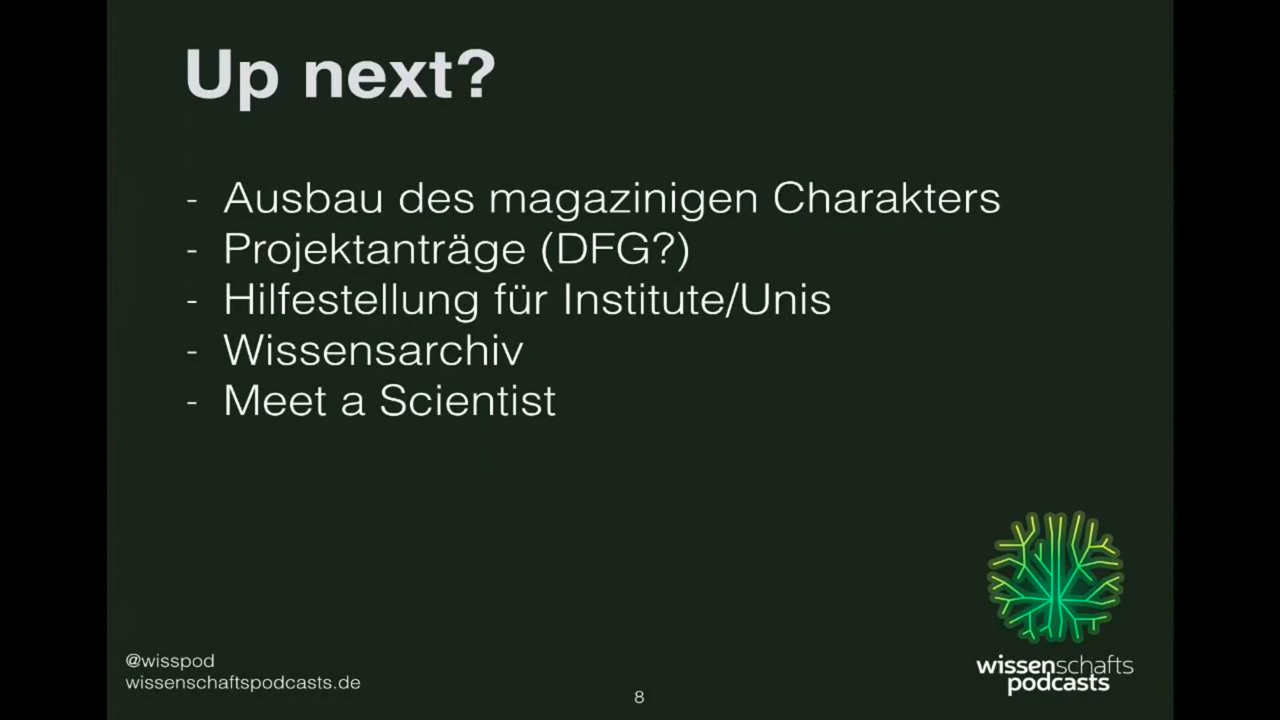 Up next?
- Ausbau des magazinigen Charakters
- Projektanträge (DFG?)
- Hilfestellung für Institute/Unis
- Wissensarchiv
- Meet a Scientist
@wisspod
wissenschaftspodcasts.de
8
wissenschafts
podcasts